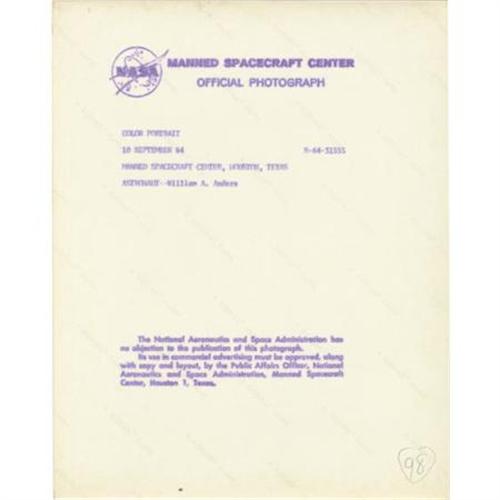 NASA
MANNED SPACECRAFT CENTER
OFFICIAL PHOTOGRAPH
COLOR PORTRAIT
10 SEPTEMBER 64
MANNED SPACECRAFT CENTER, HOUSTON, TEXAS
ASTRONAUT--William A. Anders
The National Aeronautics and Space Administration has
no objection to the publication of this photograph.
Its use in commercial advertising must be approved, along
with copy and layout, by the Public Affairs Officer, National
Aeronautics and Space Administration, Manned Spacecraft
Center, Houston 1, Texas.
98